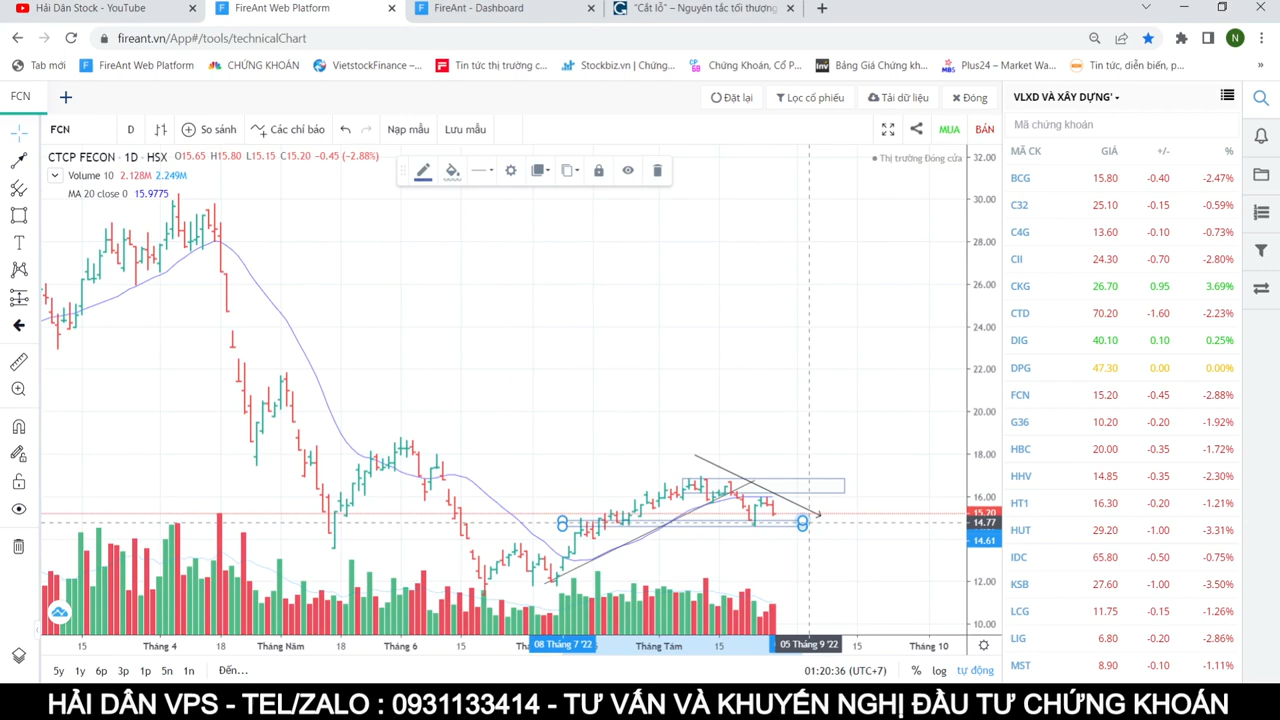 Hải Dân Stock - YouTube
FireAnt Web Platform
FireAnt - Dashboard
"Cắt lỗ" – Nguyên tắc tối thượng
fireant.vn/App#/tools/technicalChart
N
Tab mới
FireAnt Web Platform
CHỨNG KHOÁN
VietstockFinance –...
Tin tức thị trường c...
Stockbiz.vn | Chứng...
Chứng Khoán, Cổ P...
Bảng Giá Chứng kh...
Plus24 – Market Wa...
Tin tức, diễn biến, p...
FCN
Đặt lại
Lọc cổ phiếu
Tải dữ liệu
Đóng
FCN
D
So sánh
Các chỉ báo
Nạp mẫu
Lưu mẫu
MUA
BÁN
CTCP FECON · 1D · HSX O15.65 H15.80 L15.15 C15.20 -0.45 (-2.88%)
Thị trường Đóng cửa
Volume 10 2.128M 2.249M
MA 20 close 0 15.9775
32.00
30.00
28.00
26.00
24.00
22.00
20.00
18.00
16.00
15.20
14.77
14.61
12.00
10.00
15
Tháng 4
18
Tháng Năm
18
Tháng 6
15
08 Tháng 7 '22
Tháng Tám
15
05 Tháng 9 '22
15
Tháng 10
5y 1y 6p 3p 1p 5n 1n Đến...
01:20:36 (UTC+7)
% log tự động
VLXD VÀ XÂY DỰNG'
Mã chứng khoán
MÃ CK GIÁ +/- %
BCG 15.80 -0.40 -2.47%
C32 25.10 -0.15 -0.59%
C4G 13.60 -0.10 -0.73%
CII 24.30 -0.70 -2.80%
CKG 26.70 0.95 3.69%
CTD 70.20 -1.60 -2.23%
DIG 40.10 0.10 0.25%
DPG 47.30 0.00 0.00%
FCN 15.20 -0.45 -2.88%
G36 10.20 -0.20 -1.92%
HBC 20.00 -0.35 -1.72%
HHV 14.85 -0.35 -2.30%
HT1 16.30 -0.20 -1.21%
HUT 29.20 -1.00 -3.31%
IDC 65.80 -0.50 -0.75%
KSB 27.60 -1.00 -3.50%
LCG 11.75 -0.15 -1.26%
LIG 6.80 -0.20 -2.86%
MST 8.90 -0.10 -1.11%
HẢI DÂN VPS - TEL/ZALO : 0931133414 - TƯ VẤN VÀ KHUYẾN NGHỊ ĐẦU TƯ CHỨNG KHOÁN